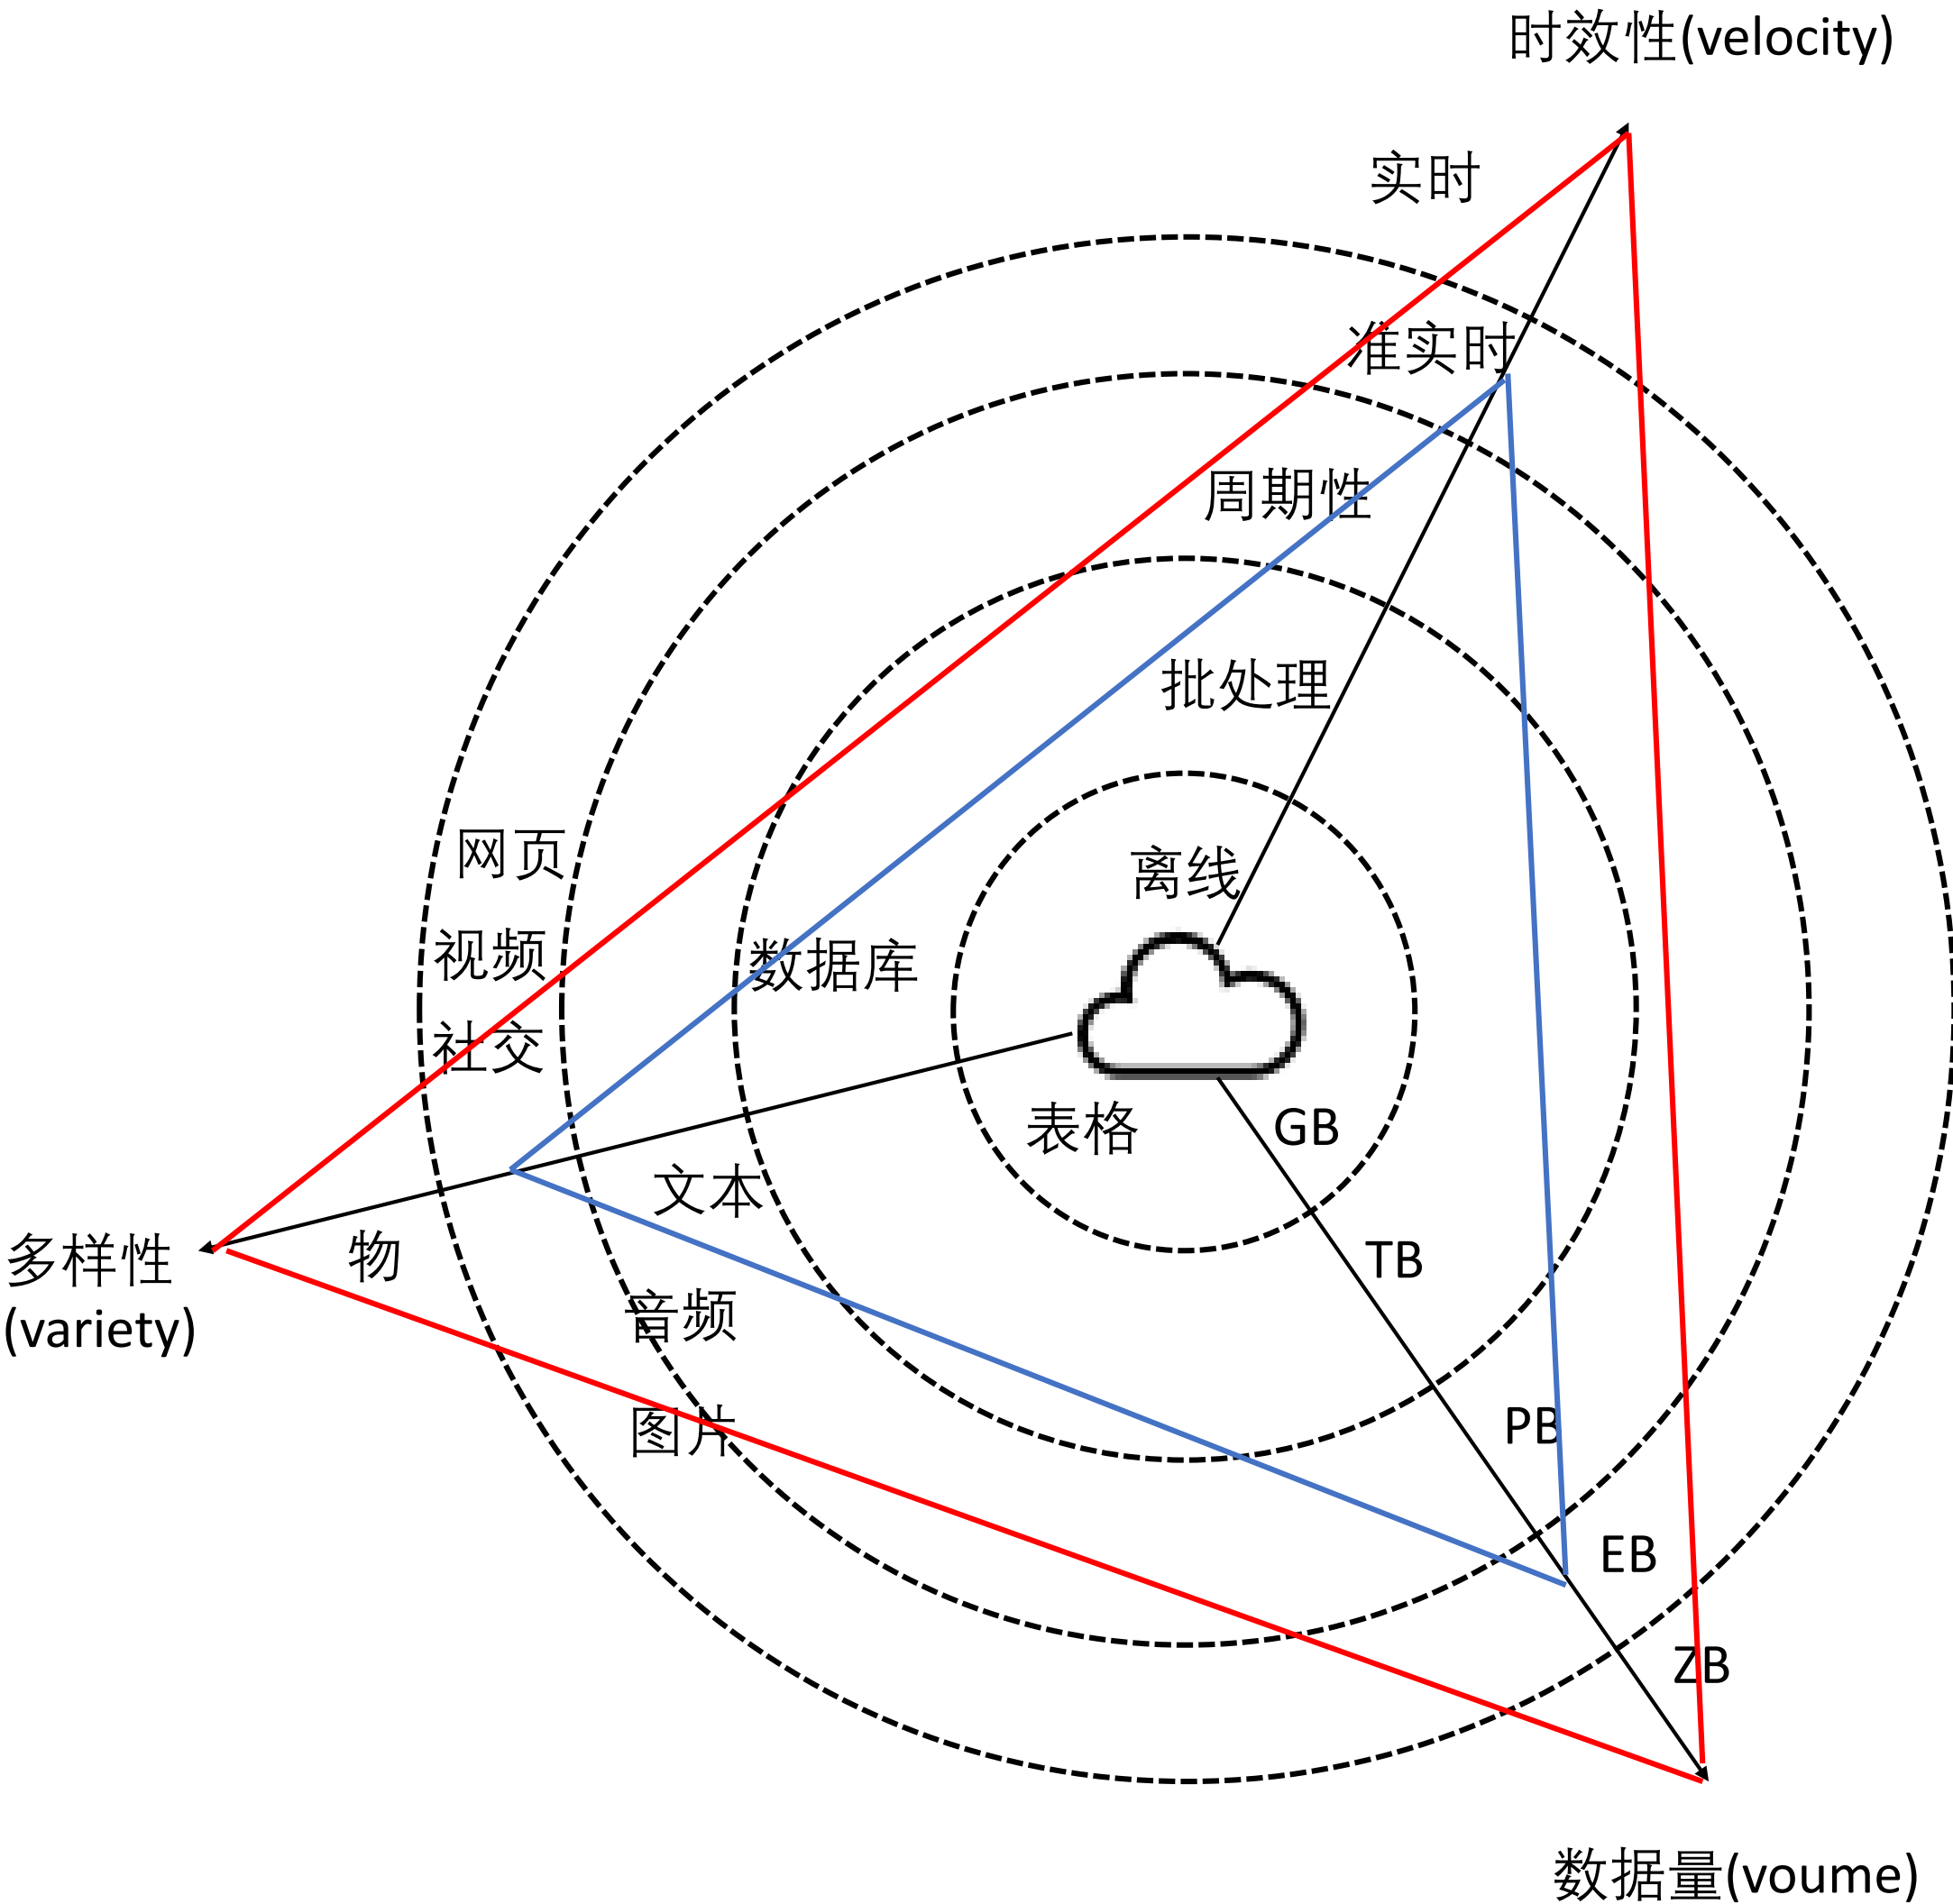 时效性(velocity)
实时
准实时
周期性
批处理
网页
离线
视频
数据库
社交
表格
GB
文本
多样性
(variety)
物
TB
音频
图片
PB
EB
ZB
数据量(voume)